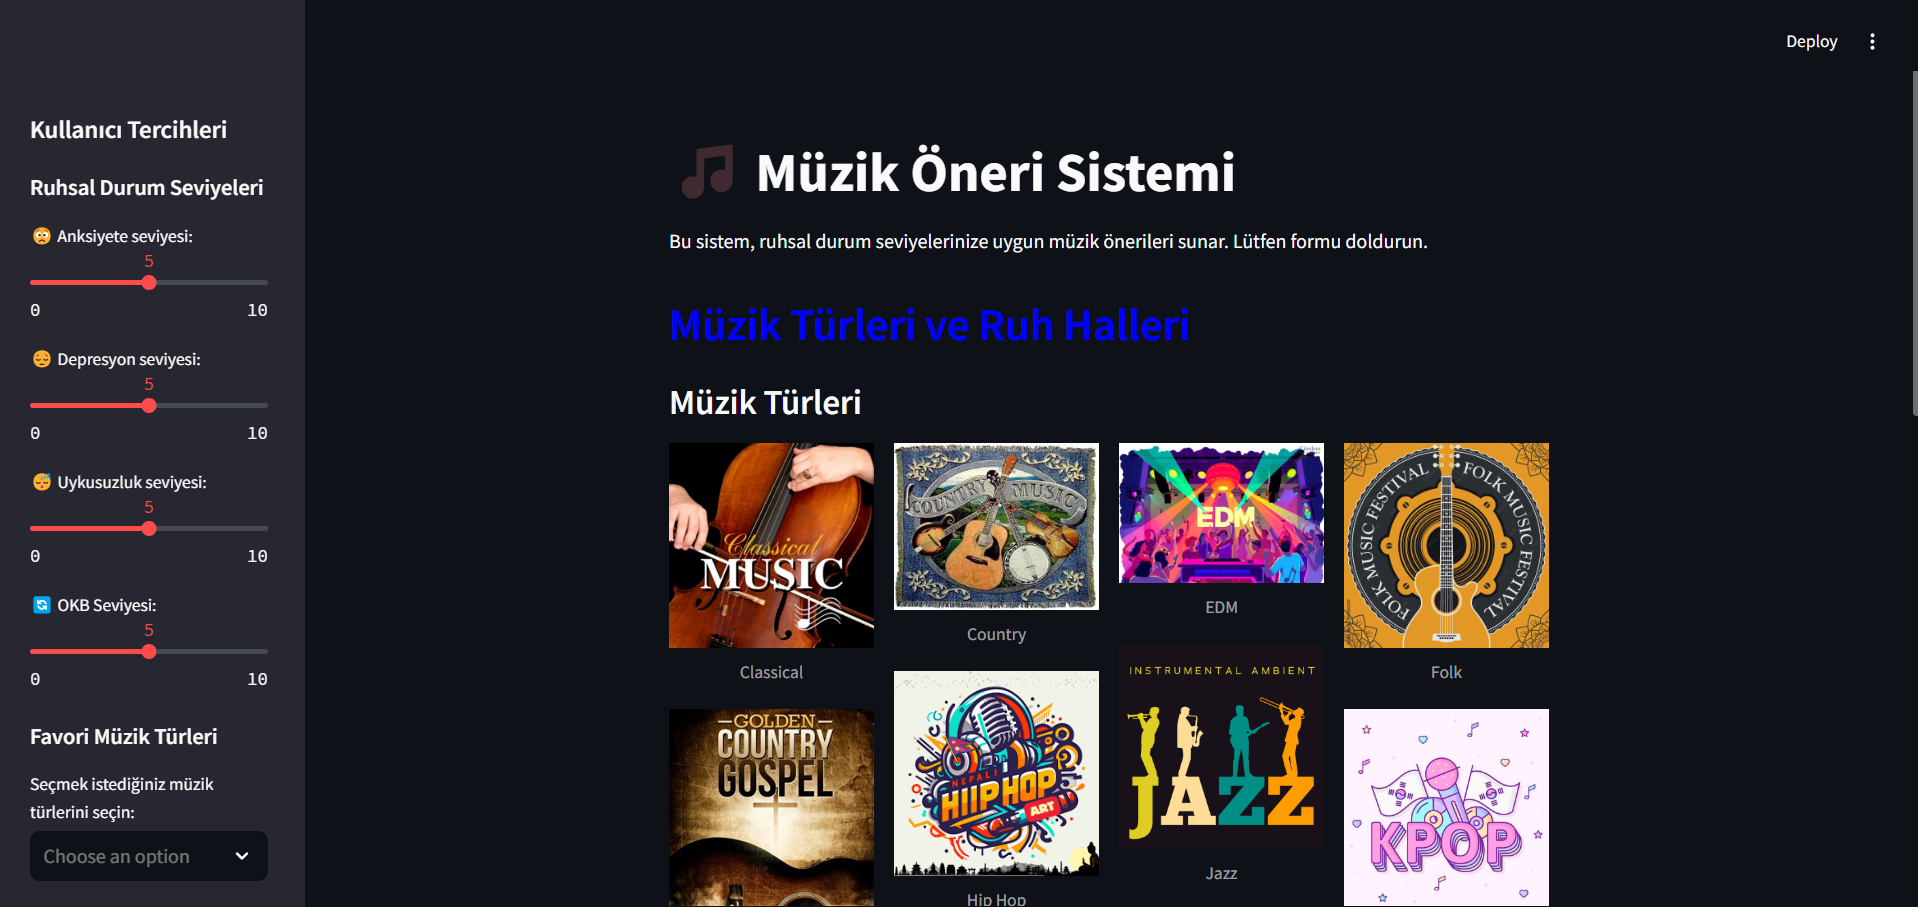 Deploy
Kullanıcı Tercihleri
Ruhsal Durum Seviyeleri
Anksiyete seviyesi:
5
0 10
Depresyon seviyesi:
5
0 10
Uykusuzluk seviyesi:
5
0 10
OKB Seviyesi:
5
0 10
Favori Müzik Türleri
Seçmek istediğiniz müzik
türlerini seçin:
Choose an option
Müzik Öneri Sistemi
Bu sistem, ruhsal durum seviyelerinize uygun müzik önerileri sunar. Lütfen formu doldurun.
Müzik Türleri ve Ruh Halleri
Müzik Türleri
Classical
MUSIC
Classical
COUNTRY MUSIC
Country
EDM
EDM
FOLK MUSIC FESTIVAL
FOLK MUSIC FESTIVAL
Folk
GOLDEN
COUNTRY
GOSPEL
NEPALI
HIIPHOP
ART
Hip Hop
INSTRUMENTAL AMBIENT
JAZZ
Jazz
KPOP